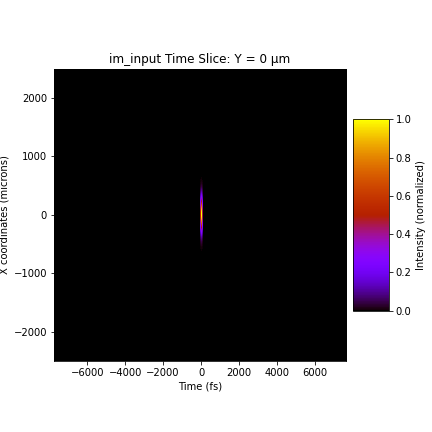 im_input Time Slice: Y = 0 μm
2000
1000
0
−1000
−2000
X coordinates (microns)
−6000 −4000 −2000 0 2000 4000 6000
Time (fs)
1.0
0.8
0.6
0.4
0.2
0.0
Intensity (normalized)